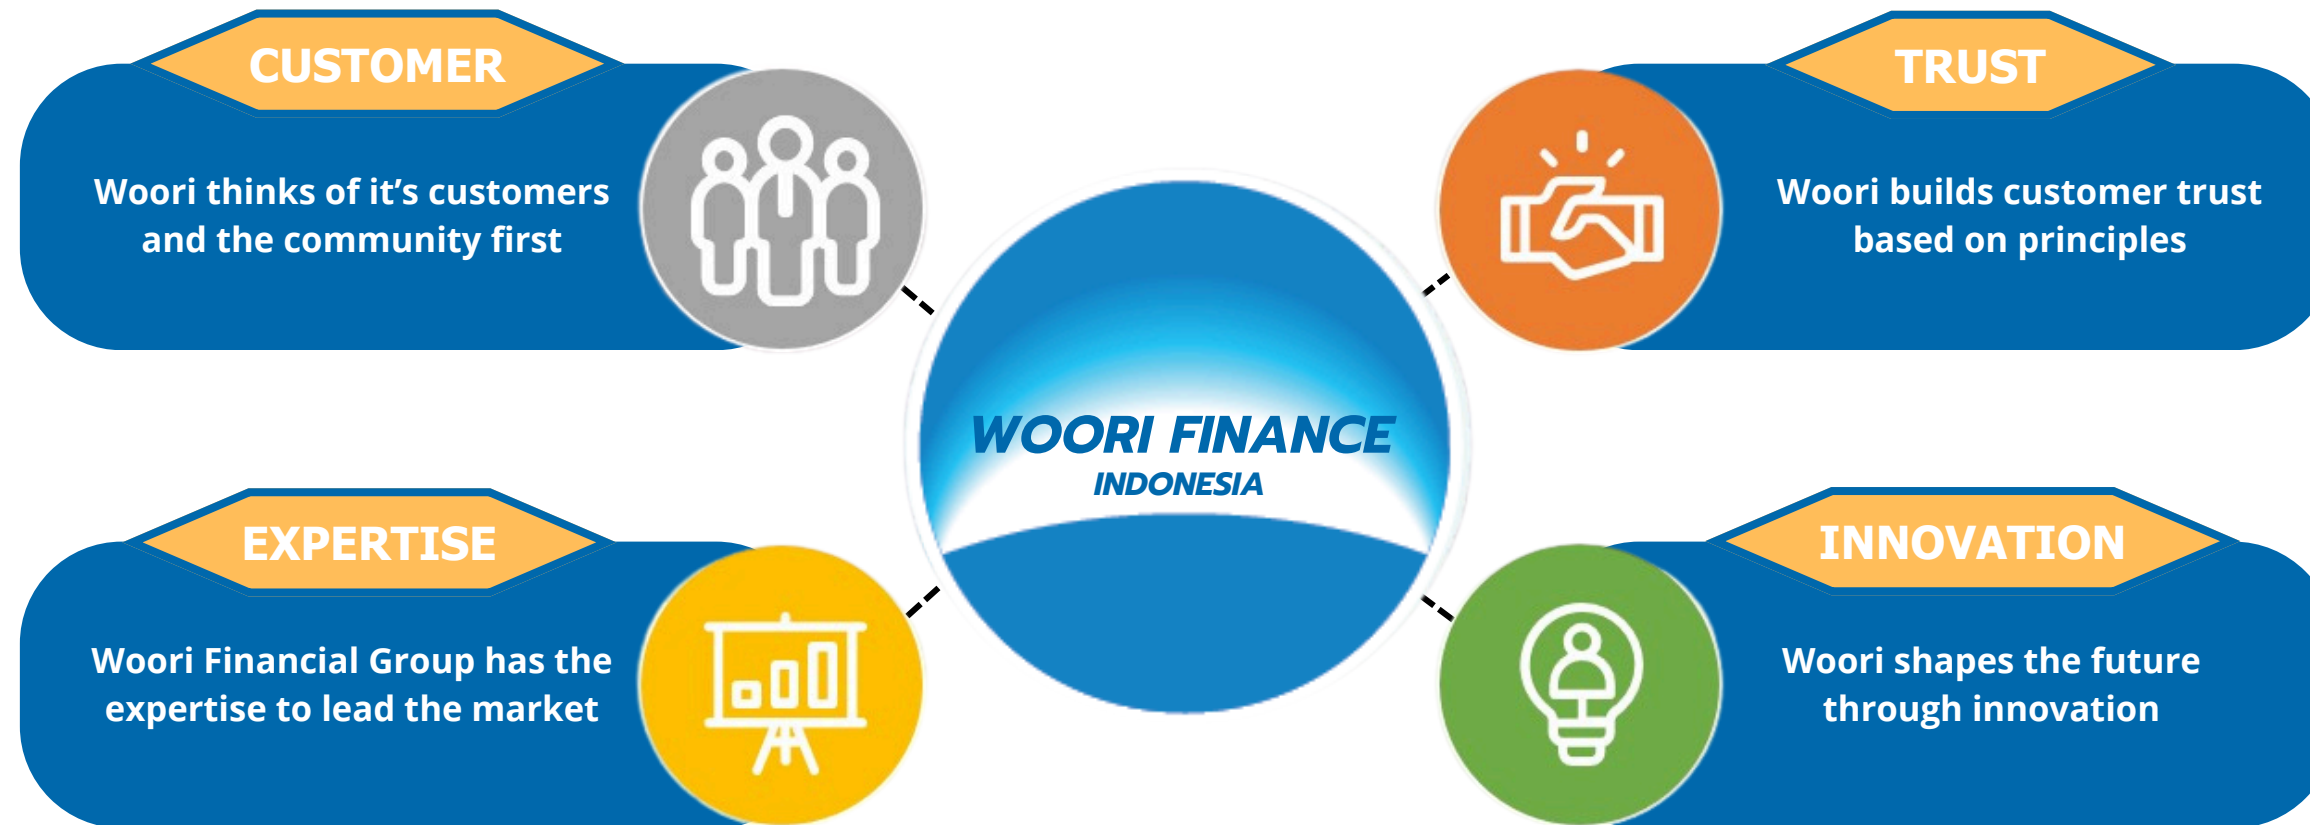 CUSTOMER
Woori thinks of it’s customers
and the community first
TRUST
Woori builds customer trust
based on principles
WOORI FINANCE
INDONESIA
EXPERTISE
Woori Financial Group has the
expertise to lead the market
INNOVATION
Woori shapes the future
through innovation